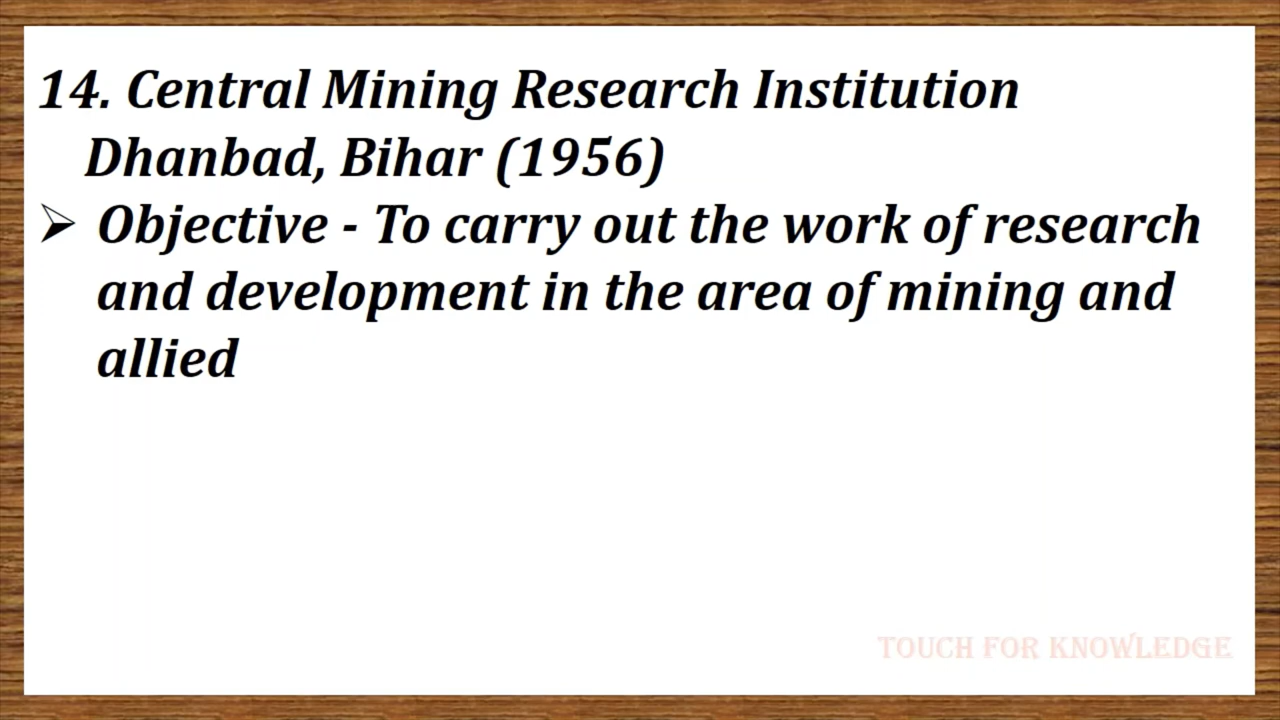 14. Central Mining Research Institution
Dhanbad, Bihar (1956)
➢ Objective - To carry out the work of research
and development in the area of mining and
allied
TOUCH FOR KNOWLEDGE